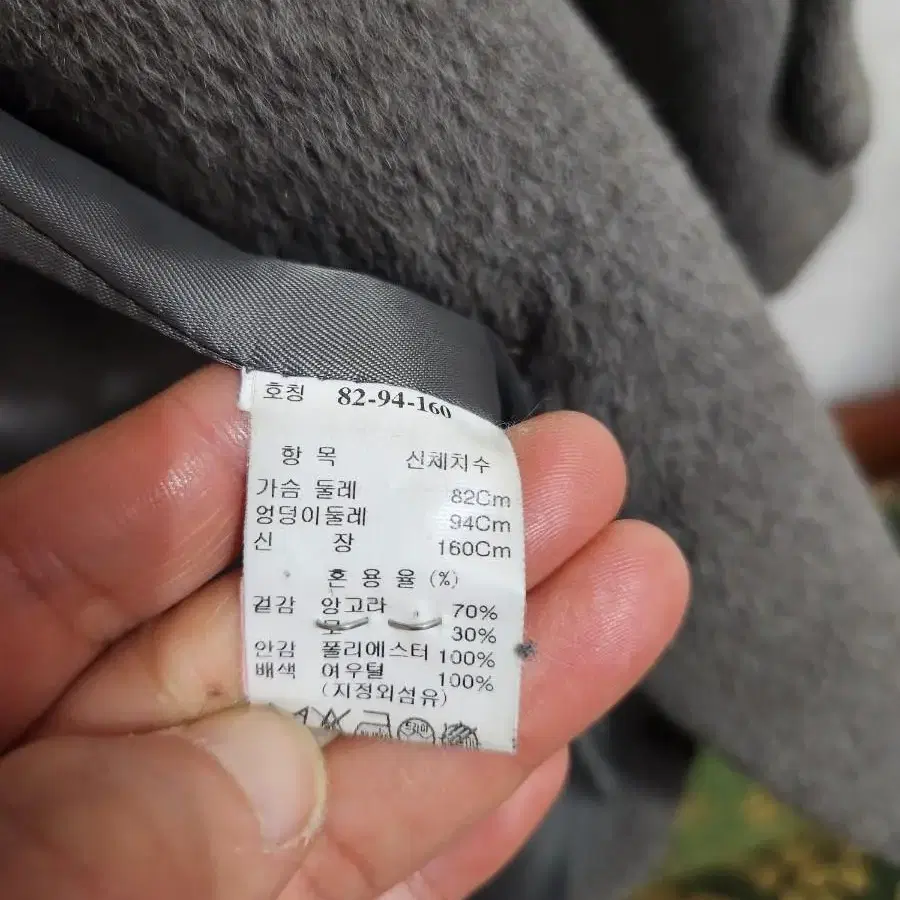 호칭 82-94-160
항 목 신체치수
가슴 둘레 82Cm
엉덩이둘레 94Cm
신 장 160Cm
혼 용 율 (%)
겉감 앙고라 70%
모 30%
안감 폴리에스터 100%
배색 여우털 100%
(지정외섬유)